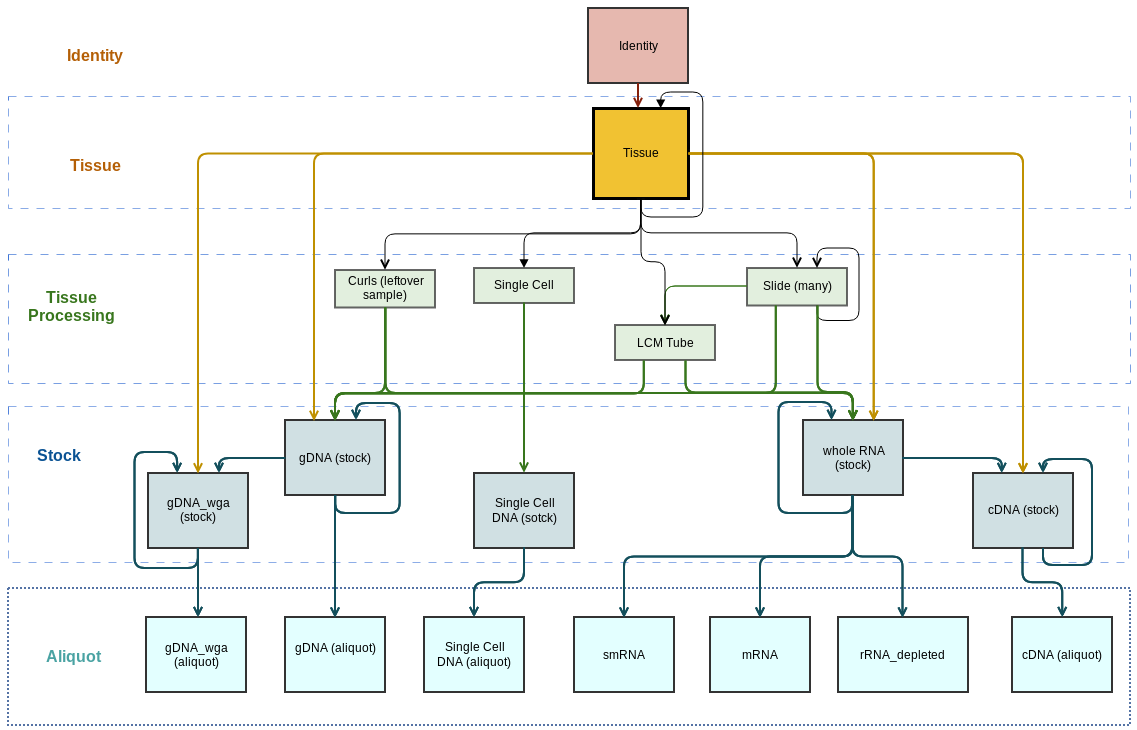 Identity
Identity
Tissue
Tissue
Tissue
Processing
Curls (leftover
sample)
Single Cell
Slide (many)
LCM Tube
Stock
gDNA (stock)
whole RNA
(stock)
gDNA_wga
(stock)
Single Cell
DNA (sotck)
cDNA (stock)
Aliquot
gDNA_wga
(aliquot)
gDNA (aliquot)
Single Cell
DNA (aliquot)
smRNA
mRNA
rRNA_depleted
cDNA (aliquot)